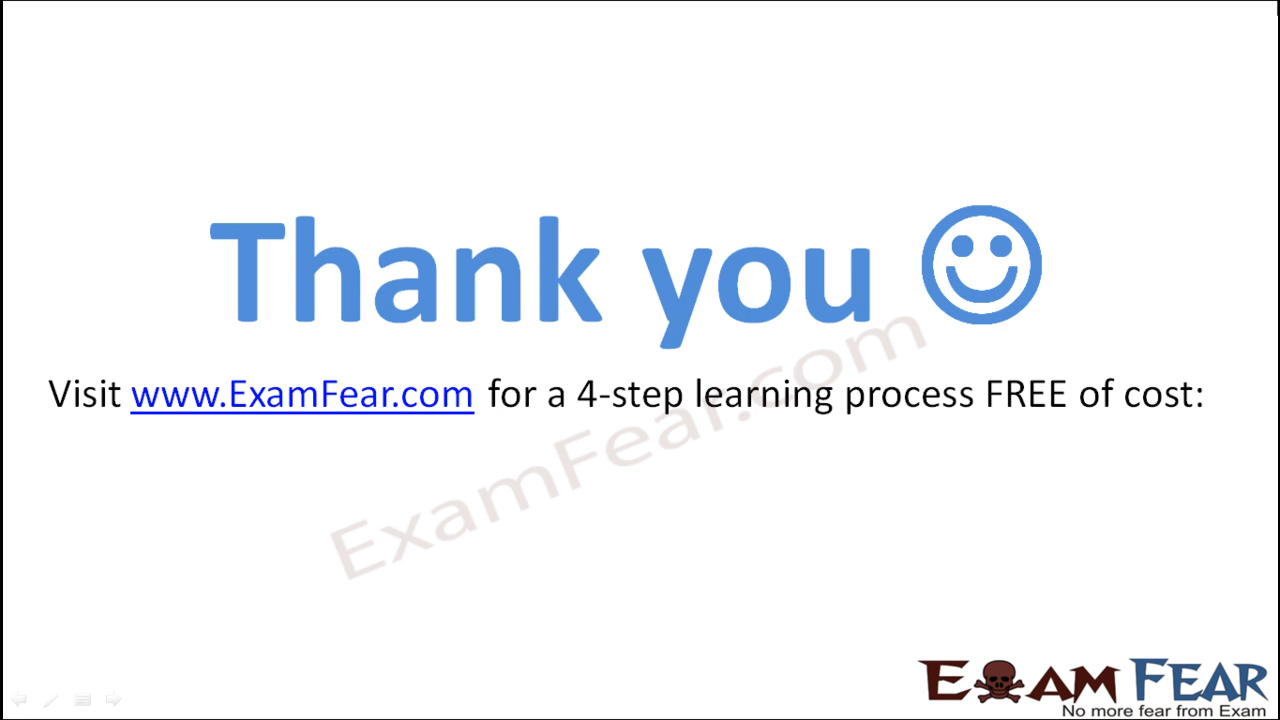 Thank you
Visit www.ExamFear.com for a 4-step learning process FREE of cost:
ExamFear.com
EXAM FEAR
No more fear from Exam